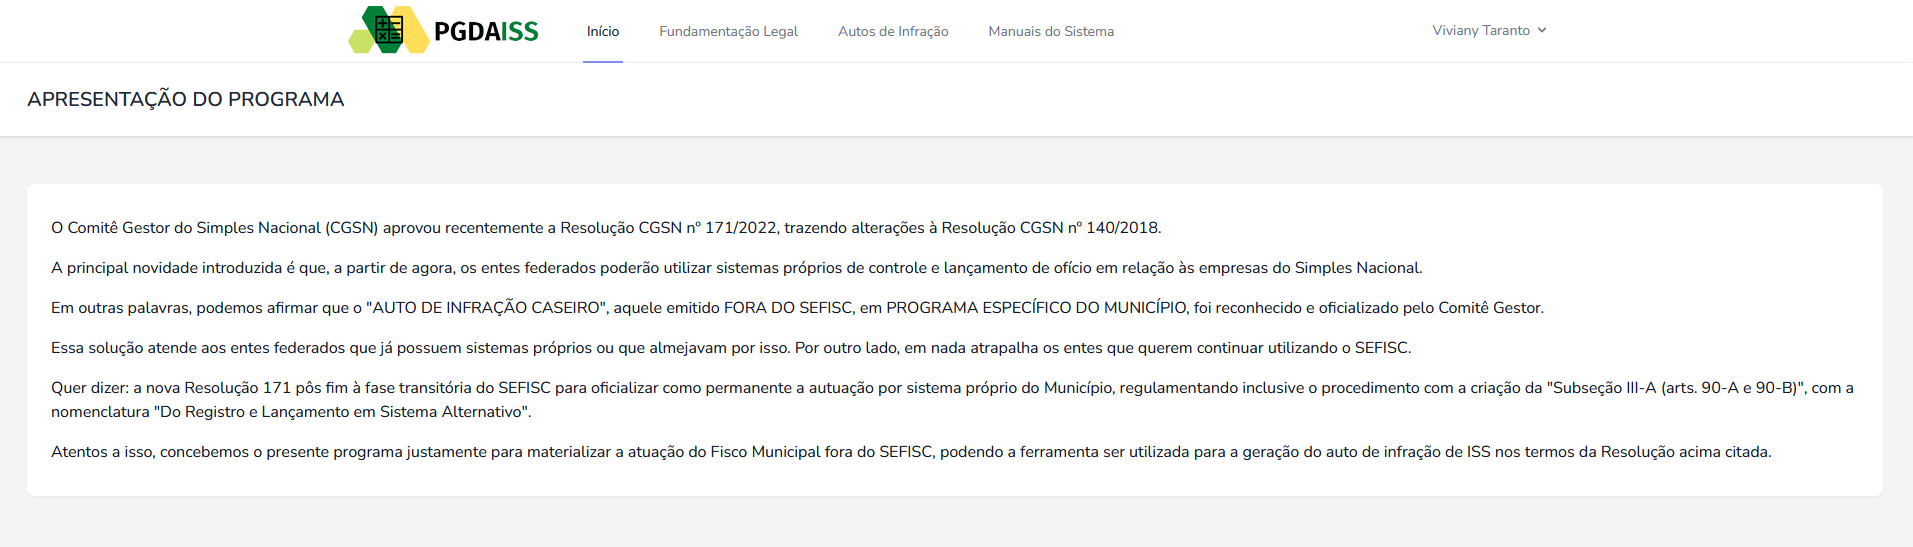 PGDAISS
Início
Fundamentação Legal
Autos de Infração
Manuais do Sistema
Viviany Taranto
APRESENTAÇÃO DO PROGRAMA
O Comitê Gestor do Simples Nacional (CGSN) aprovou recentemente a Resolução CGSN nº 171/2022, trazendo alterações à Resolução CGSN nº 140/2018.
A principal novidade introduzida é que, a partir de agora, os entes federados poderão utilizar sistemas próprios de controle e lançamento de ofício em relação às empresas do Simples Nacional.
Em outras palavras, podemos afirmar que o "AUTO DE INFRAÇÃO CASEIRO", aquele emitido FORA DO SEFISC, em PROGRAMA ESPECÍFICO DO MUNICÍPIO, foi reconhecido e oficializado pelo Comitê Gestor.
Essa solução atende aos entes federados que já possuem sistemas próprios ou que almejavam por isso. Por outro lado, em nada atrapalha os entes que querem continuar utilizando o SEFISC.
Quer dizer: a nova Resolução 171 pôs fim à fase transitória do SEFISC para oficializar como permanente a autuação por sistema próprio do Município, regulamentando inclusive o procedimento com a criação da "Subseção III-A (arts. 90-A e 90-B)", com a
nomenclatura "Do Registro e Lançamento em Sistema Alternativo".
Atentos a isso, concebemos o presente programa justamente para materializar a atuação do Fisco Municipal fora do SEFISC, podendo a ferramenta ser utilizada para a geração do auto de infração de ISS nos termos da Resolução acima citada.